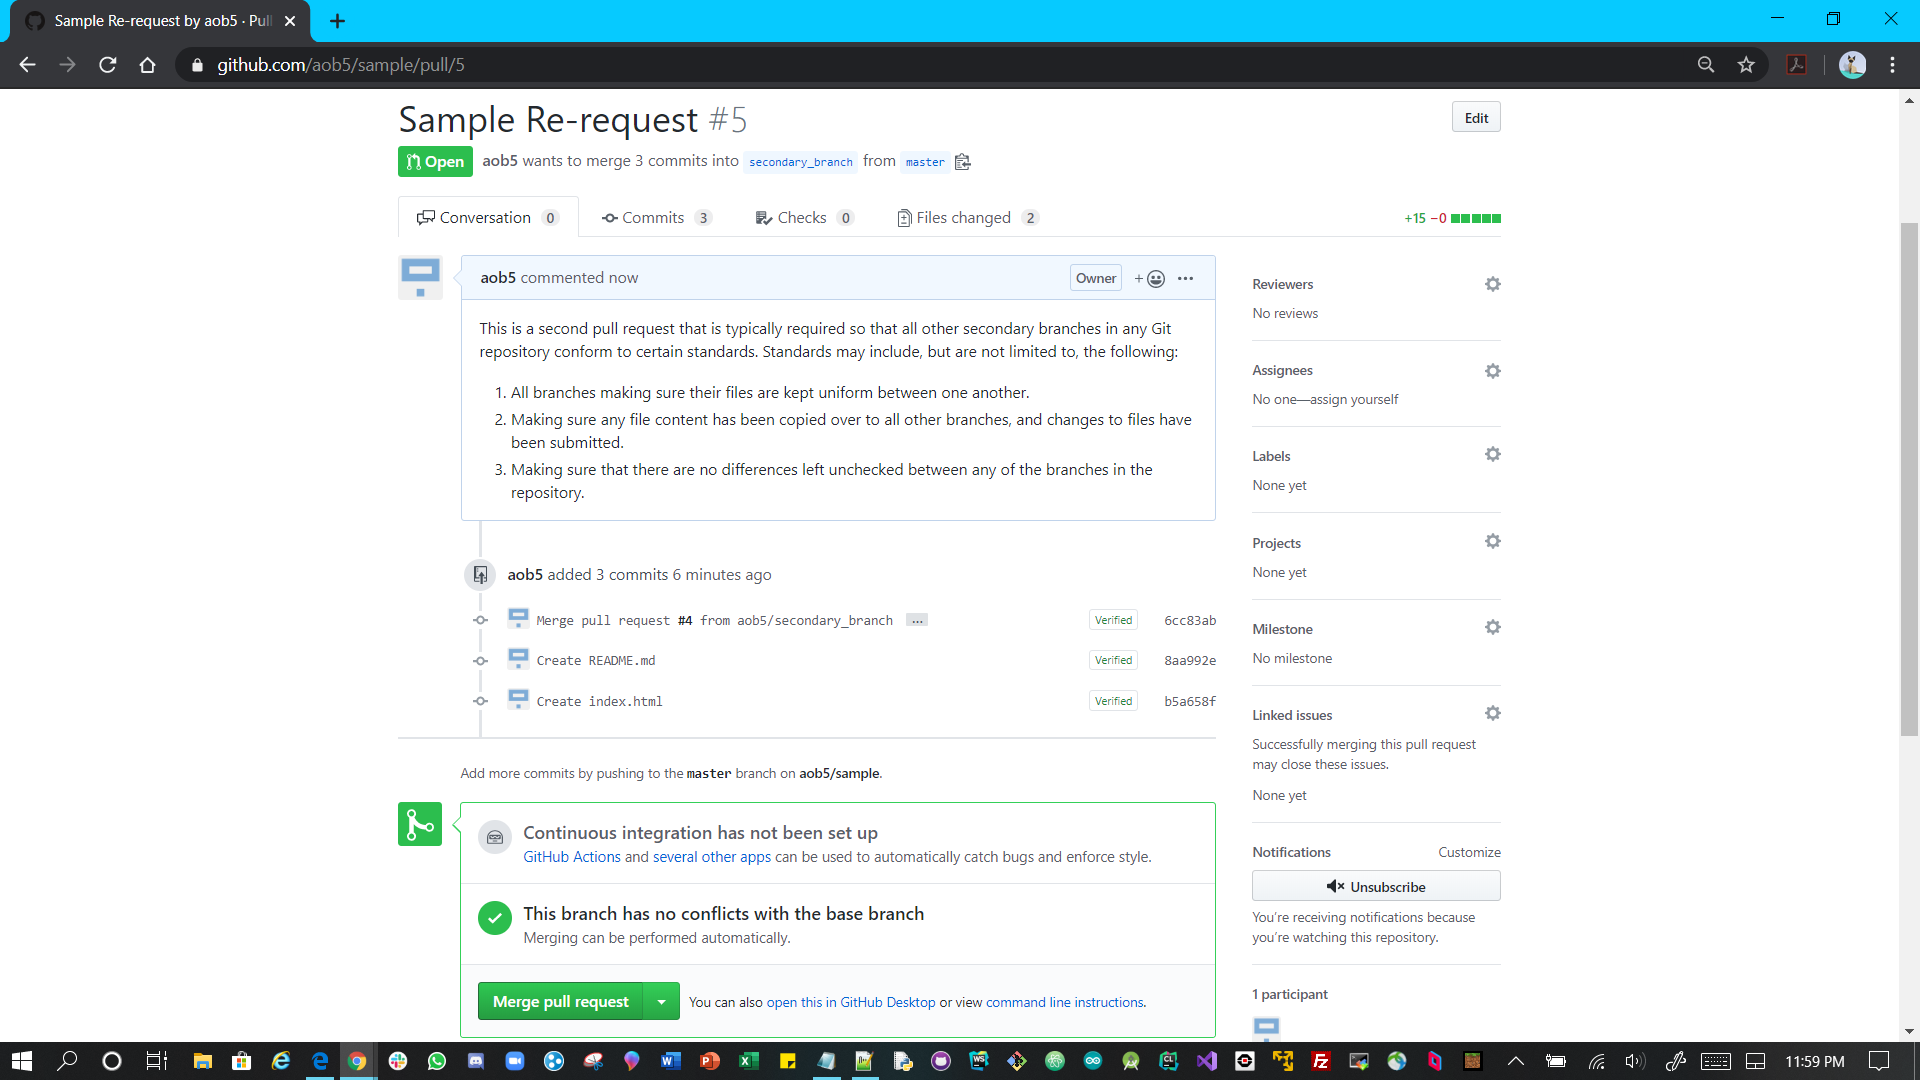 Sample Re-request by aob5 · Pull
github.com/aob5/sample/pull/5
Sample Re-request #5
Edit
Open aob5 wants to merge 3 commits into secondary_branch from master
Conversation 0 Commits 3 Checks 0 Files changed 2
+15 −0
aob5 commented now
Owner
This is a second pull request that is typically required so that all other secondary branches in any Git
repository conform to certain standards. Standards may include, but are not limited to, the following:
1. All branches making sure their files are kept uniform between one another.
2. Making sure any file content has been copied over to all other branches, and changes to files have
been submitted.
3. Making sure that there are no differences left unchecked between any of the branches in the
repository.
aob5 added 3 commits 6 minutes ago
Merge pull request #4 from aob5/secondary_branch ... Verified 6cc83ab
Create README.md Verified 8aa992e
Create index.html Verified b5a658f
Add more commits by pushing to the master branch on aob5/sample.
Continuous integration has not been set up
GitHub Actions and several other apps can be used to automatically catch bugs and enforce style.
This branch has no conflicts with the base branch
Merging can be performed automatically.
Merge pull request
You can also open this in GitHub Desktop or view command line instructions.
Reviewers
No reviews
Assignees
No one—assign yourself
Labels
None yet
Projects
None yet
Milestone
No milestone
Linked issues
Successfully merging this pull request
may close these issues.
None yet
Notifications Customize
Unsubscribe
You're receiving notifications because
you're watching this repository.
1 participant
11:59 PM